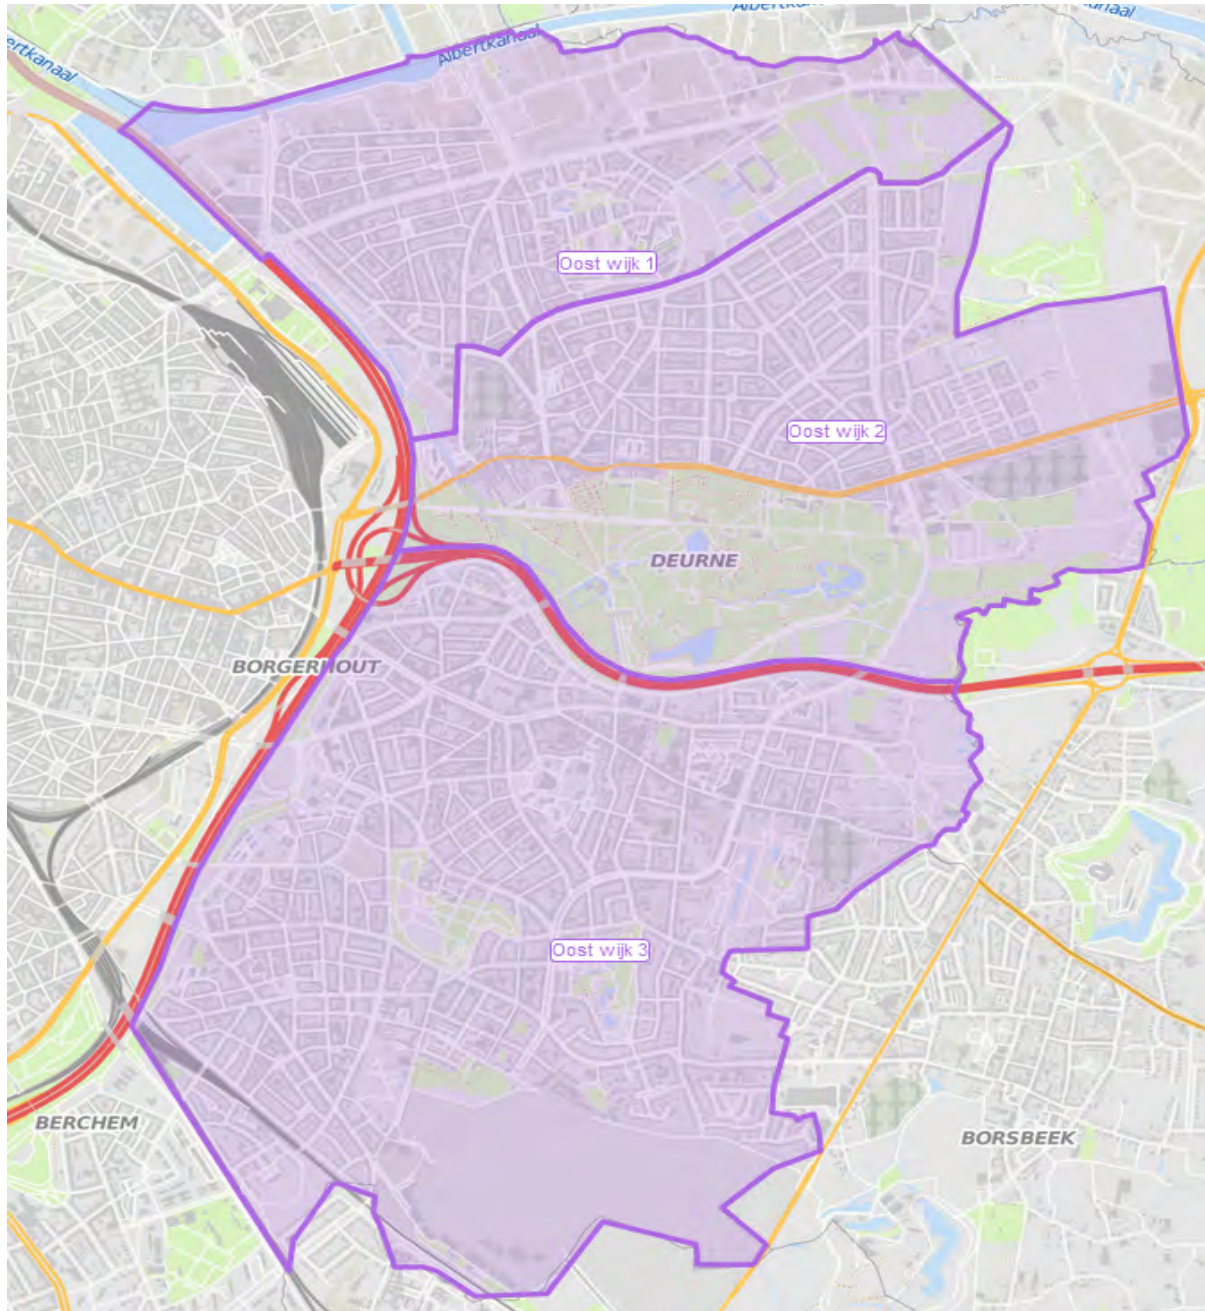 Albertkanaal
Albertkanaal
Albertkanaal
Oost wijk 1
Oost wijk 2
DEURNE
BORGERHOUT
Oost wijk 3
BERCHEM
BORSBEEK